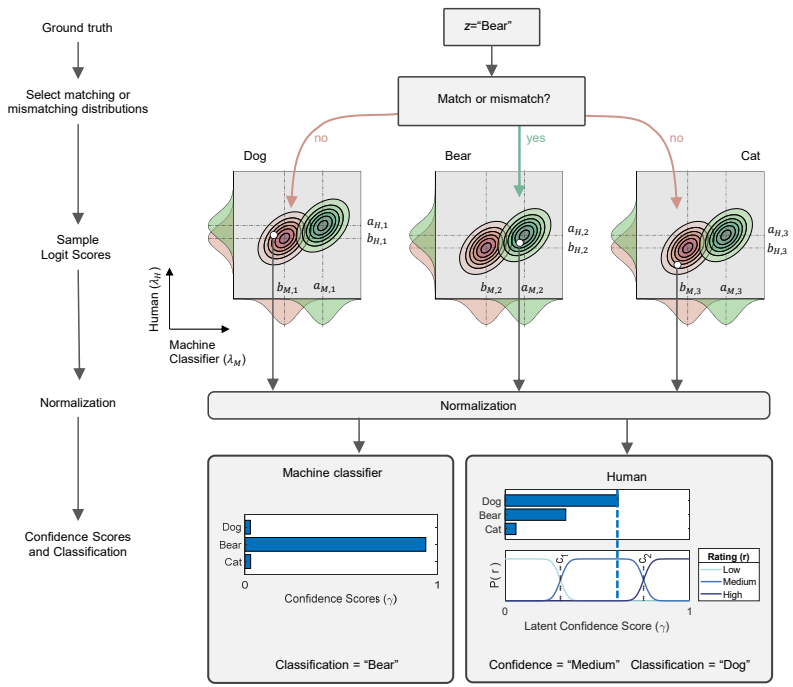 Ground truth
z="Bear"
Select matching or
mismatching distributions
Match or mismatch?
no
yes
no
Dog
Bear
Cat
a_{H,1}
b_{H,1}
a_{H,2}
b_{H,2}
a_{H,3}
b_{H,3}
Sample
Logit Scores
b_{M,1}
a_{M,1}
b_{M,2}
a_{M,2}
b_{M,3}
a_{M,3}
Human (λ_H)
Machine
Classifier (λ_M)
Normalization
Normalization
Confidence Scores
and Classification
Machine classifier
Dog
Bear
Cat
0
1
Confidence Scores (γ)
Classification = "Bear"
Human
Dog
Bear
Cat
P( r )
c_1
c_2
0
1
Rating (r)
Low
Medium
High
Latent Confidence Score (γ)
Confidence = "Medium"
Classification = "Dog"